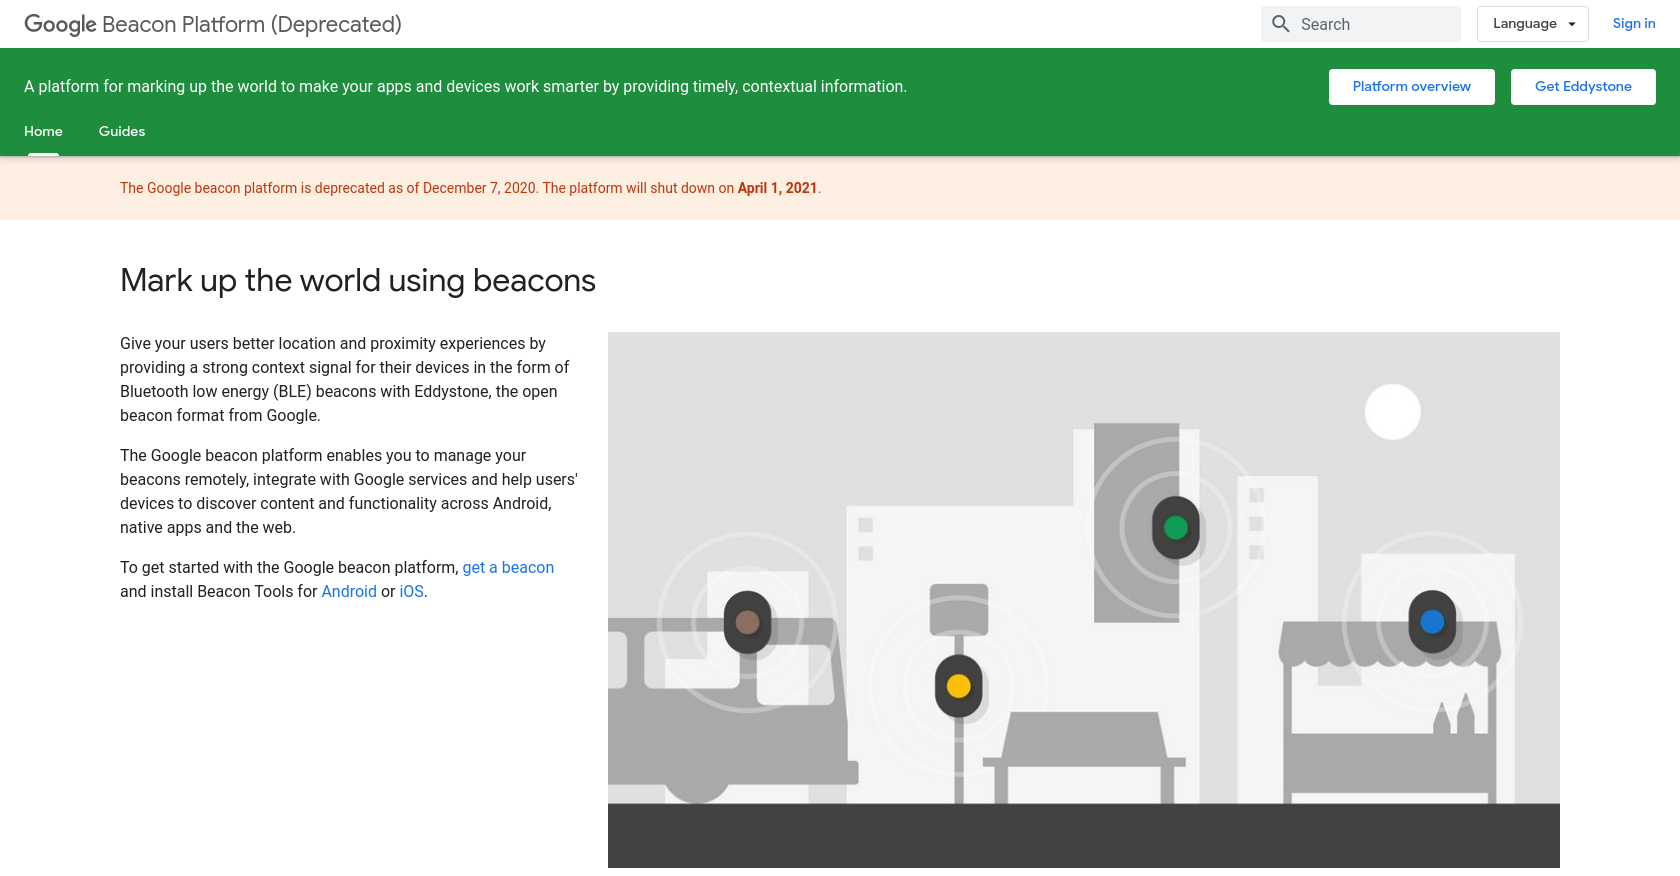 Google Beacon Platform (Deprecated)
Search
Language
Sign in
A platform for marking up the world to make your apps and devices work smarter by providing timely, contextual information.
Platform overview
Get Eddystone
Home
Guides
The Google beacon platform is deprecated as of December 7, 2020. The platform will shut down on April 1, 2021.
Mark up the world using beacons
Give your users better location and proximity experiences by
providing a strong context signal for their devices in the form of
Bluetooth low energy (BLE) beacons with Eddystone, the open
beacon format from Google.
The Google beacon platform enables you to manage your
beacons remotely, integrate with Google services and help users'
devices to discover content and functionality across Android,
native apps and the web.
To get started with the Google beacon platform, get a beacon
and install Beacon Tools for Android or iOS.